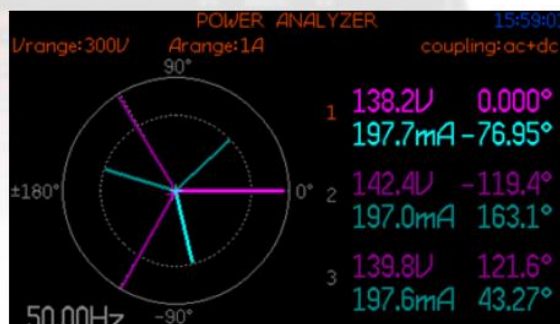 POWER ANALYZER 15:59:0
Vrange:300V Arange:1A coupling:ac+dc
90°
1 138.2V 0.000°
197.7mA -76.95°
±180° 0°
2 142.4V -119.4°
197.0mA 163.1°
3 139.8V 121.6°
197.6mA 43.27°
50.00Hz -90°